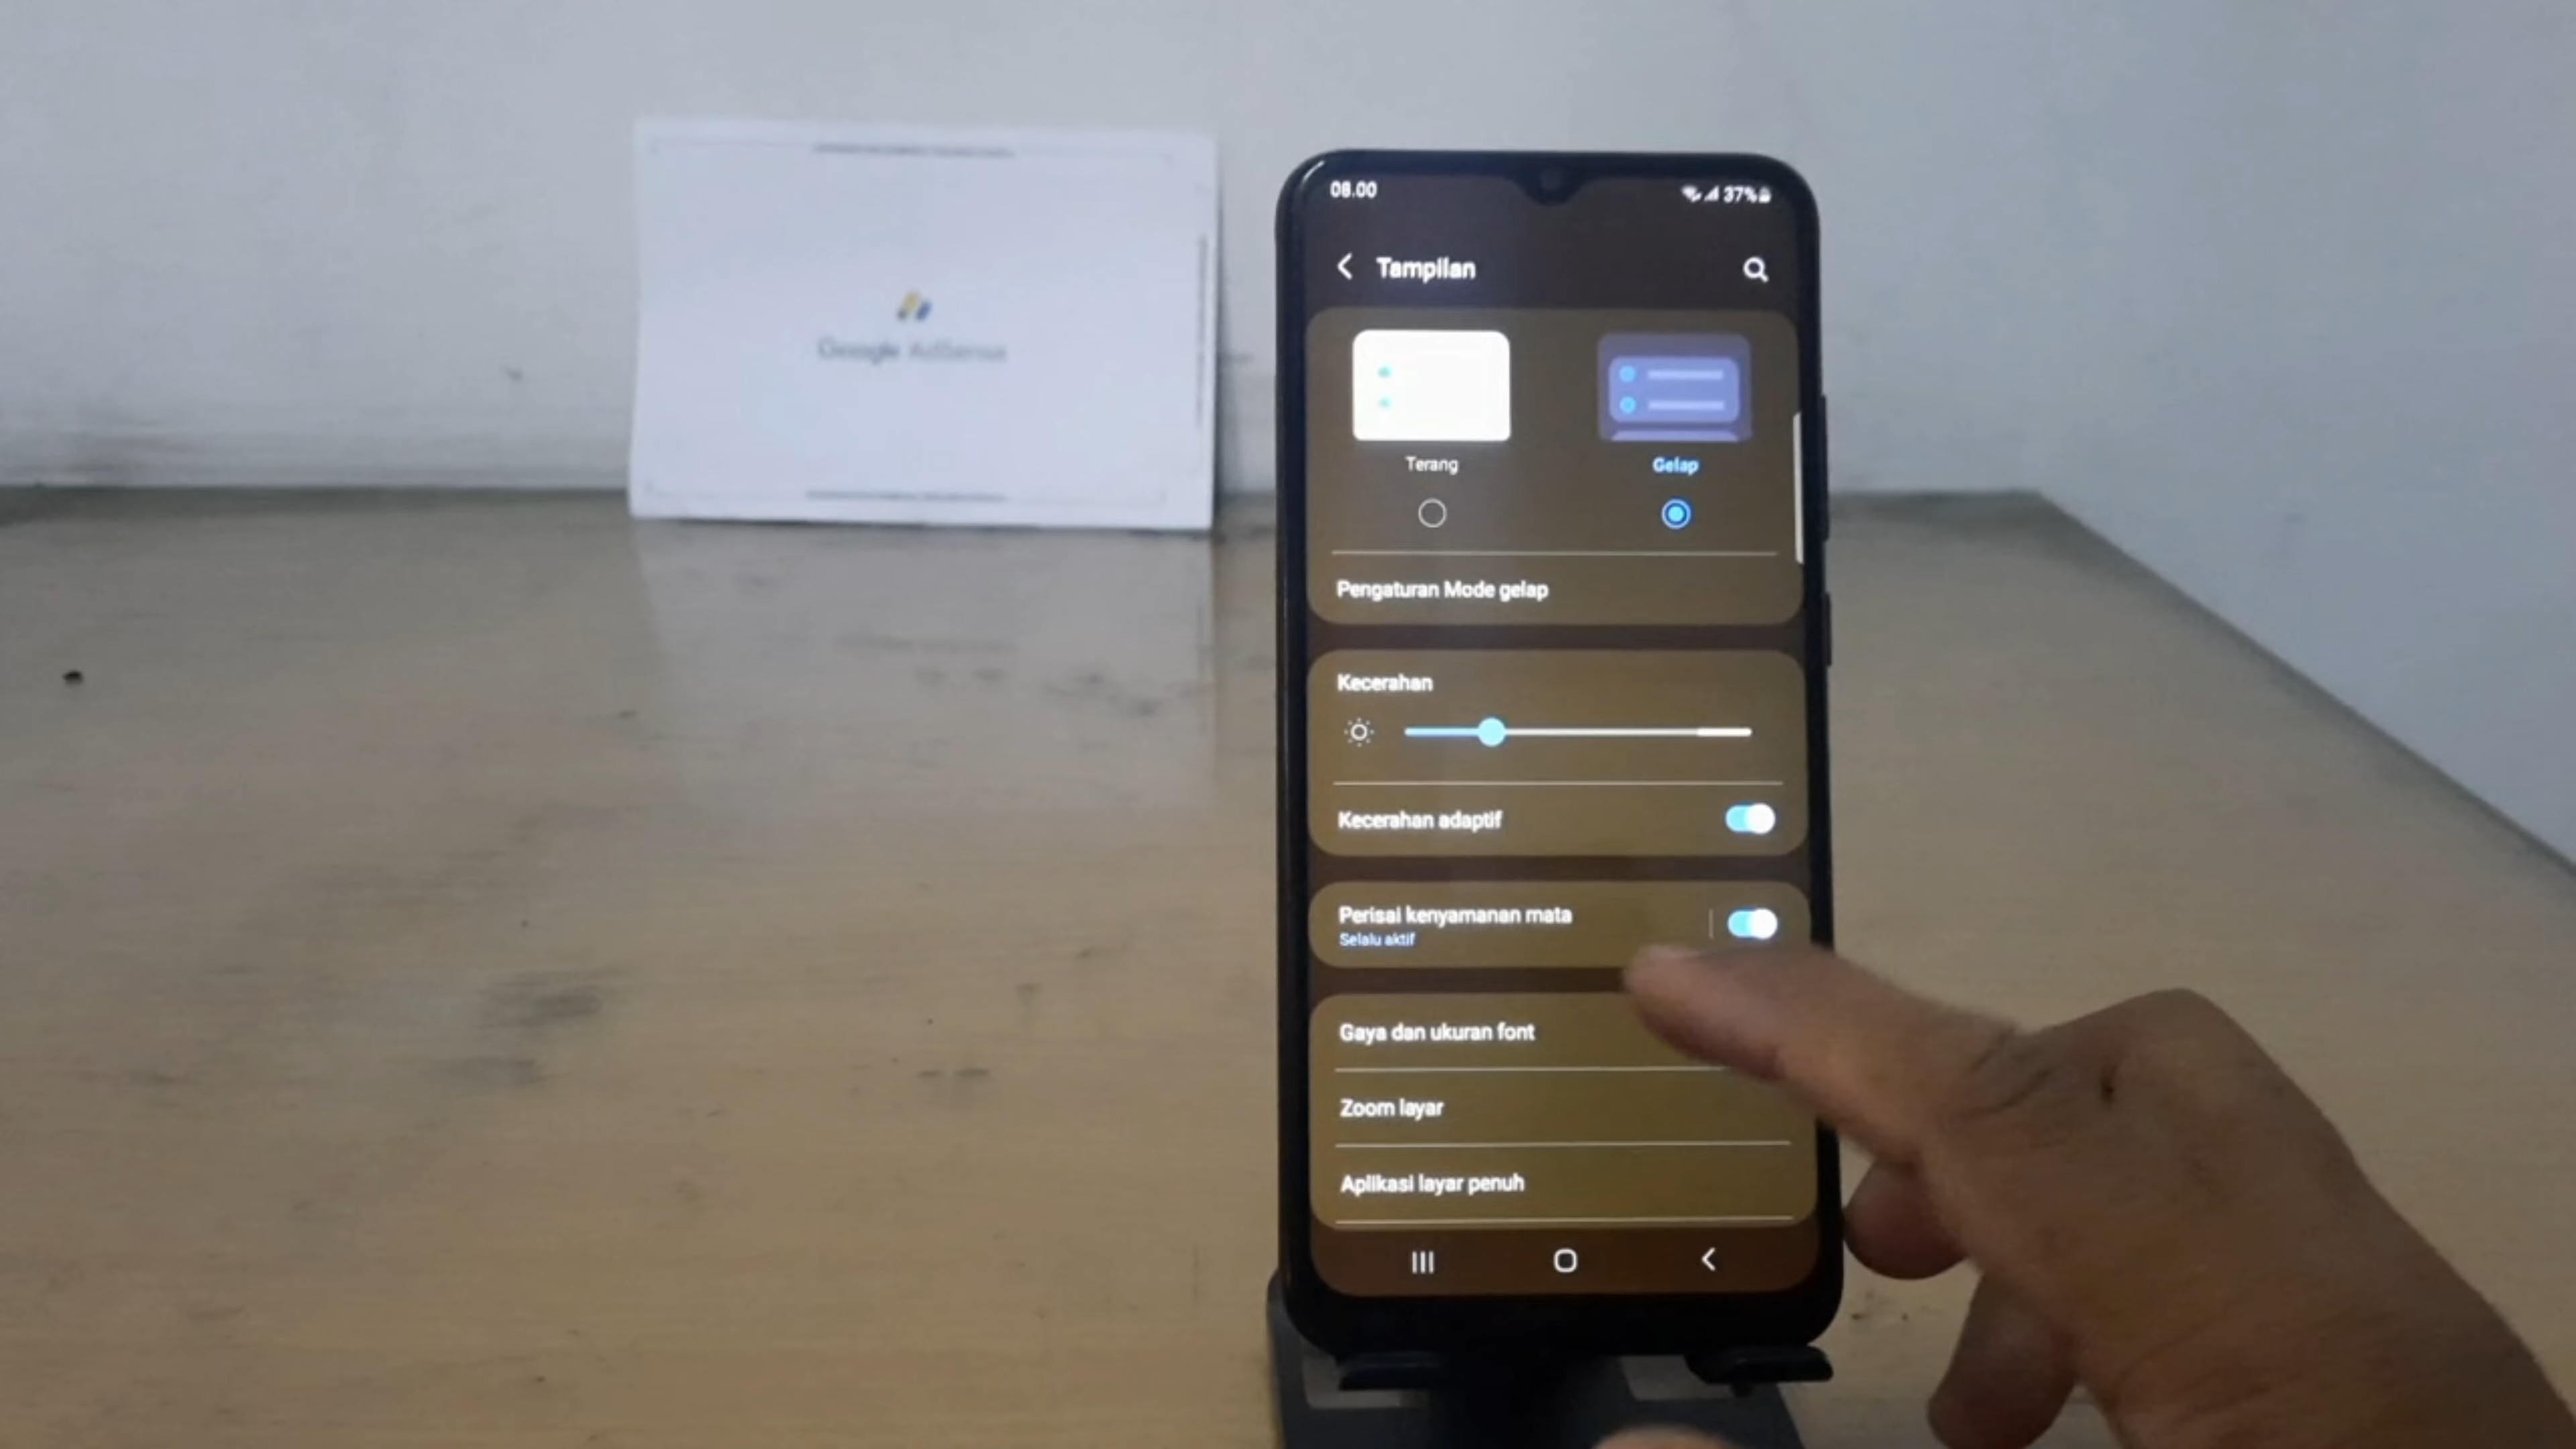 Google AdSense
08.00
37%
Tampilan
Terang
Gelap
Pengaturan Mode gelap
Kecerahan
Kecerahan adaptif
Perisai kenyamanan mata
Selalu aktif
Gaya dan ukuran font
Zoom layar
Aplikasi layar penuh